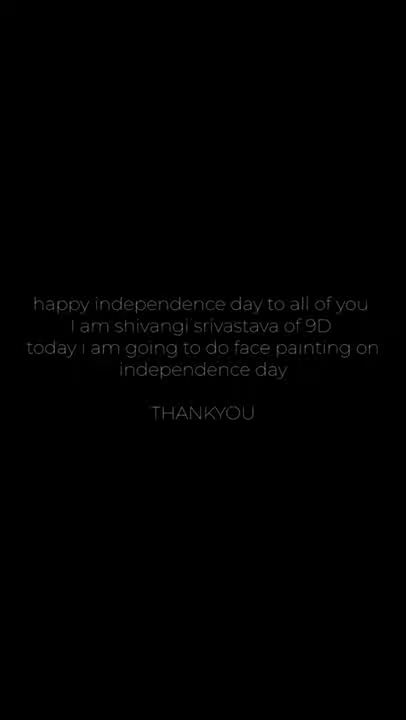 happy independence day to all of you
I am shivangi srivastava of 9D
today i am going to do face painting on
independence day
THANKYOU